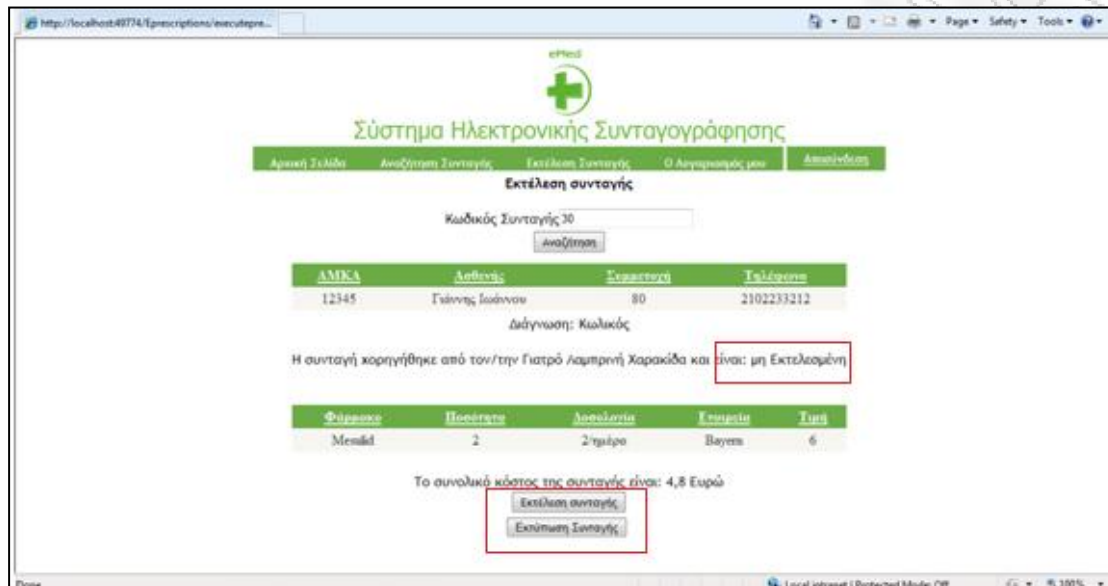 http://localhost:49774/Eprescriptions/executepre...
Page Safety Tools
eMed
Σύστημα Ηλεκτρονικής Συνταγογράφησης
Αρχική Σελίδα Αναζήτηση Συνταγής Εκτέλεση Συνταγής Ο Λογαριασμός μου Αποσύνδεση
Εκτέλεση συνταγής
Κωδικός Συνταγής 30
Αναζήτηση
ΑΜΚΑ Ασθενής Συμμετοχή Τηλέφωνο
12345 Γιάννης Ιωάννου 80 2102233212
Διάγνωση: Κωλικός
Η συνταγή χορηγήθηκε από τον/την Γιατρό Λαμπρινή Χαρακίδα και είναι: μη Εκτελεσμένη
Φάρμακο Ποσότητα Δοσολογία Εταιρεία Τιμή
Mesulid 2 2/ημέρα Bayern 6
Το συνολικό κόστος της συνταγής είναι: 4,8 Ευρώ
Εκτέλεση συνταγής
Εκτύπωση Συνταγής
Done Local intranet | Protected Mode: Off 100%